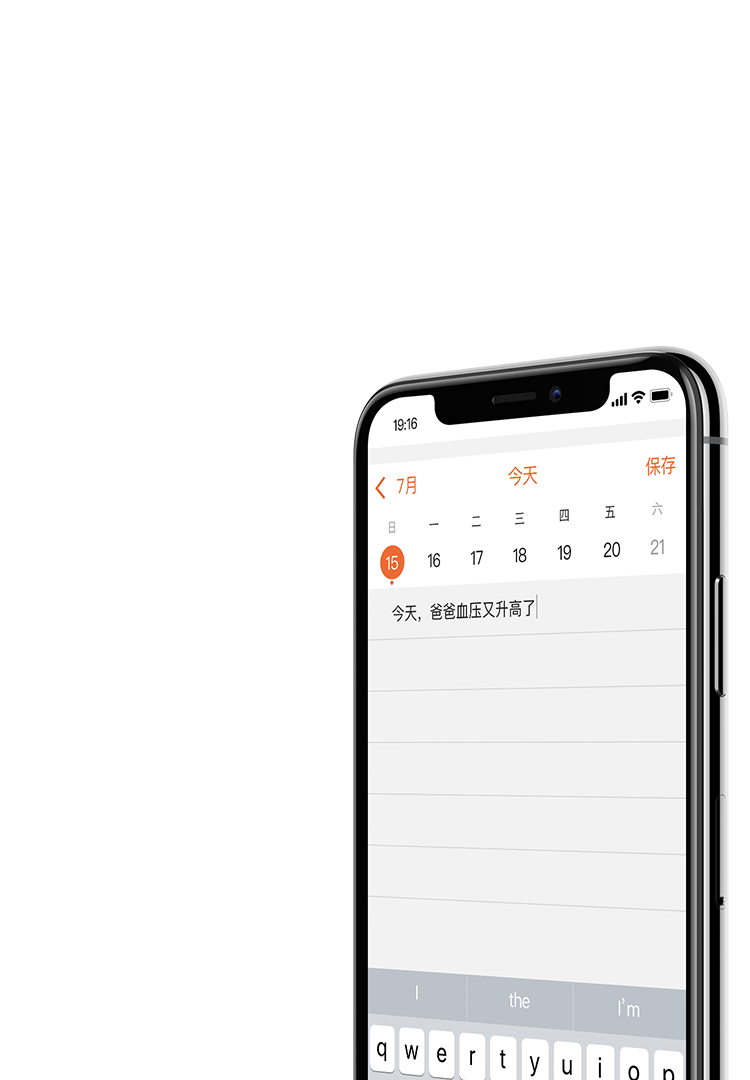 19:16
7月 今天 保存
日 一 二 三 四 五 六
15 16 17 18 19 20 21
今天，爸爸血压又升高了
I the I'm
q w e r t y u i o p